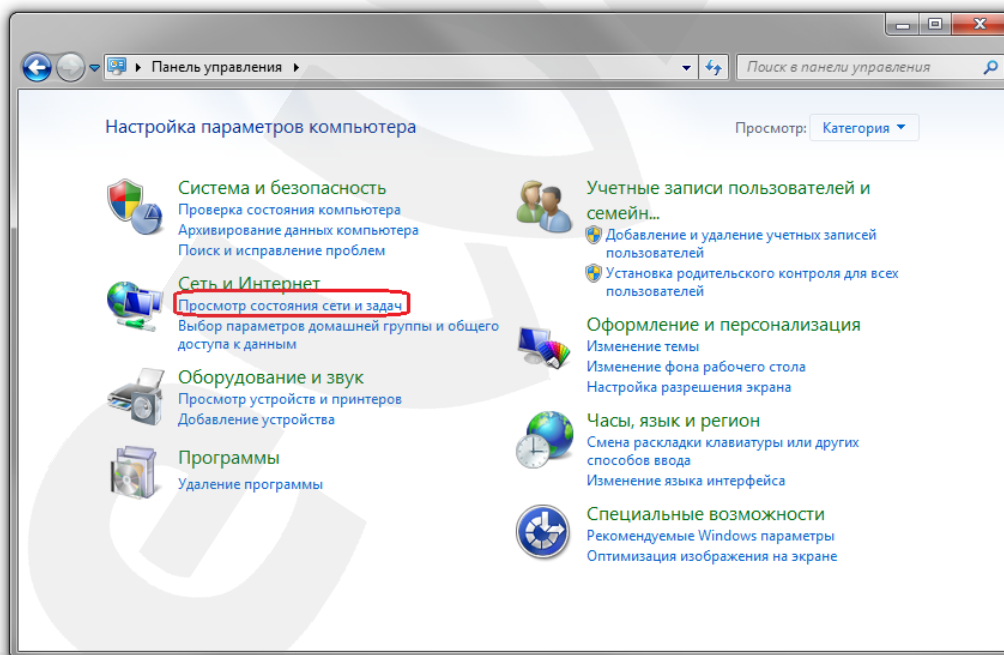 Панель управления
Поиск в панели управления
Настройка параметров компьютера
Просмотр: Категория
Система и безопасность
Проверка состояния компьютера
Архивирование данных компьютера
Поиск и исправление проблем
Сеть и Интернет
Просмотр состояния сети и задач
Выбор параметров домашней группы и общего
доступа к данным
Оборудование и звук
Просмотр устройств и принтеров
Добавление устройства
Программы
Удаление программы
Учетные записи пользователей и
семейн...
Добавление и удаление учетных записей
пользователей
Установка родительского контроля для всех
пользователей
Оформление и персонализация
Изменение темы
Изменение фона рабочего стола
Настройка разрешения экрана
Часы, язык и регион
Смена раскладки клавиатуры или других
способов ввода
Изменение языка интерфейса
Специальные возможности
Рекомендуемые Windows параметры
Оптимизация изображения на экране